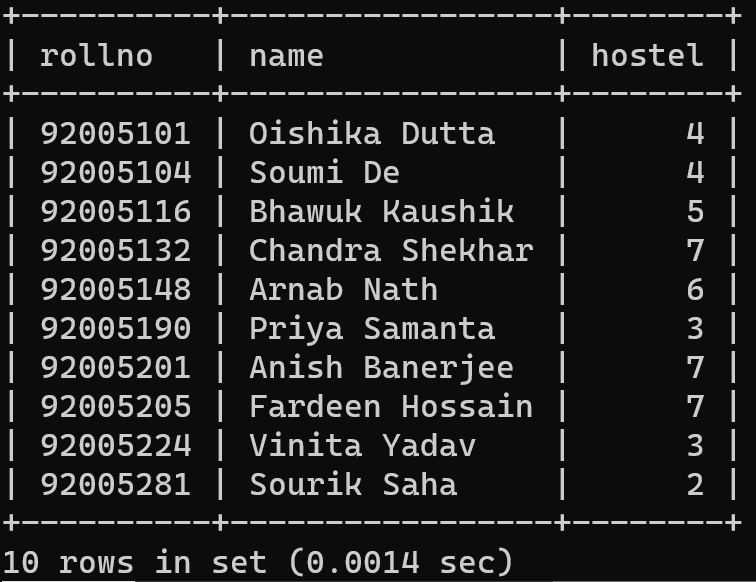 +----------+-----------------+--------+
| rollno   | name            | hostel |
+----------+-----------------+--------+
| 92005101 | Oishika Dutta   |      4 |
| 92005104 | Soumi De        |      4 |
| 92005116 | Bhawuk Kaushik  |      5 |
| 92005132 | Chandra Shekhar |      7 |
| 92005148 | Arnab Nath      |      6 |
| 92005190 | Priya Samanta   |      3 |
| 92005201 | Anish Banerjee  |      7 |
| 92005205 | Fardeen Hossain |      7 |
| 92005224 | Vinita Yadav    |      3 |
| 92005281 | Sourik Saha     |      2 |
+----------+-----------------+--------+
10 rows in set (0.0014 sec)